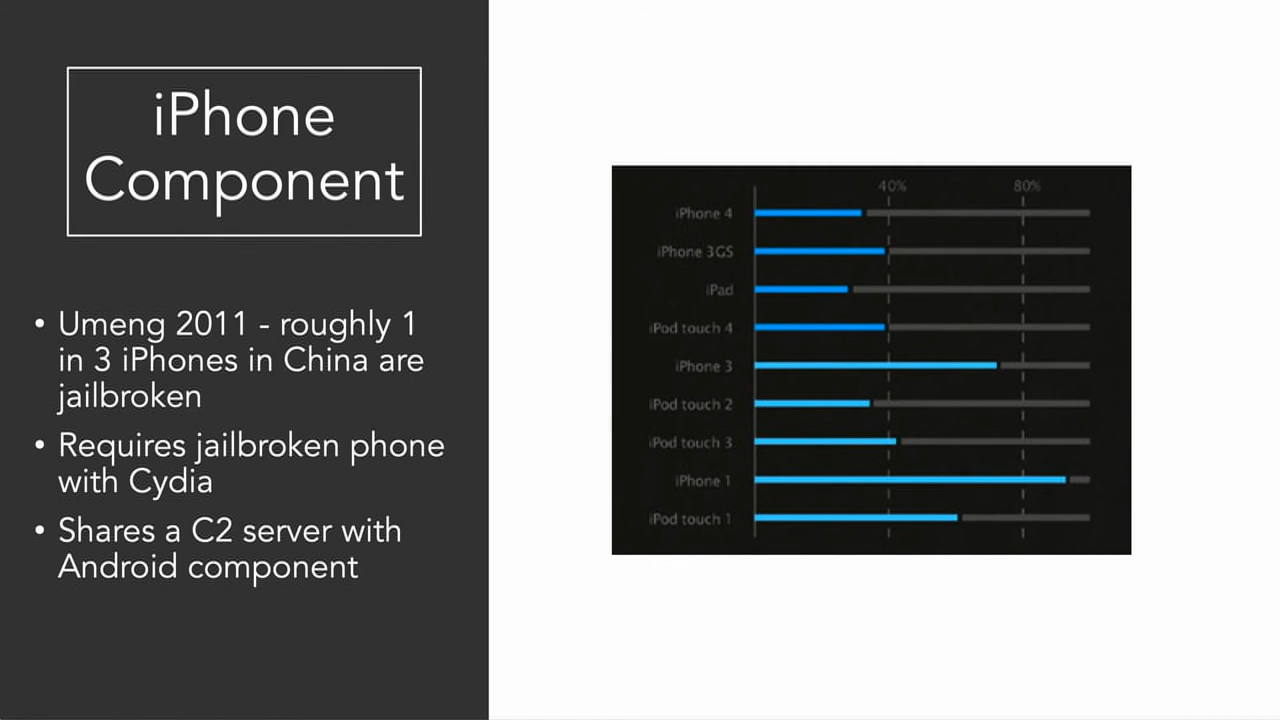 iPhone
Component
• Umeng 2011 - roughly 1
in 3 iPhones in China are
jailbroken
• Requires jailbroken phone
with Cydia
• Shares a C2 server with
Android component
40% 80%
iPhone 4
iPhone 3GS
iPad
iPod touch 4
iPhone 3
iPod touch 2
iPod touch 3
iPhone 1
iPod touch 1